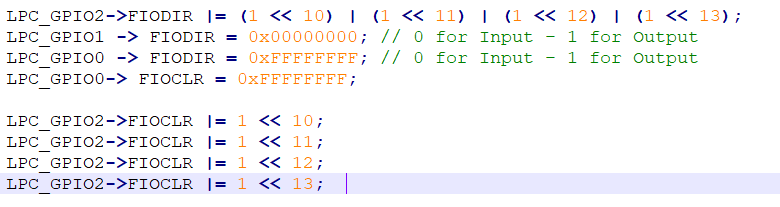 LPC_GPIO2->FIODIR |= (1 << 10) | (1 << 11) | (1 << 12) | (1 << 13);
LPC_GPIO1 -> FIODIR = 0x00000000; // 0 for Input - 1 for Output
LPC_GPIO0 -> FIODIR = 0xFFFFFFFF; // 0 for Input - 1 for Output
LPC_GPIO0-> FIOCLR = 0xFFFFFFFF;
LPC_GPIO2->FIOCLR |= 1 << 10;
LPC_GPIO2->FIOCLR |= 1 << 11;
LPC_GPIO2->FIOCLR |= 1 << 12;
LPC_GPIO2->FIOCLR |= 1 << 13;